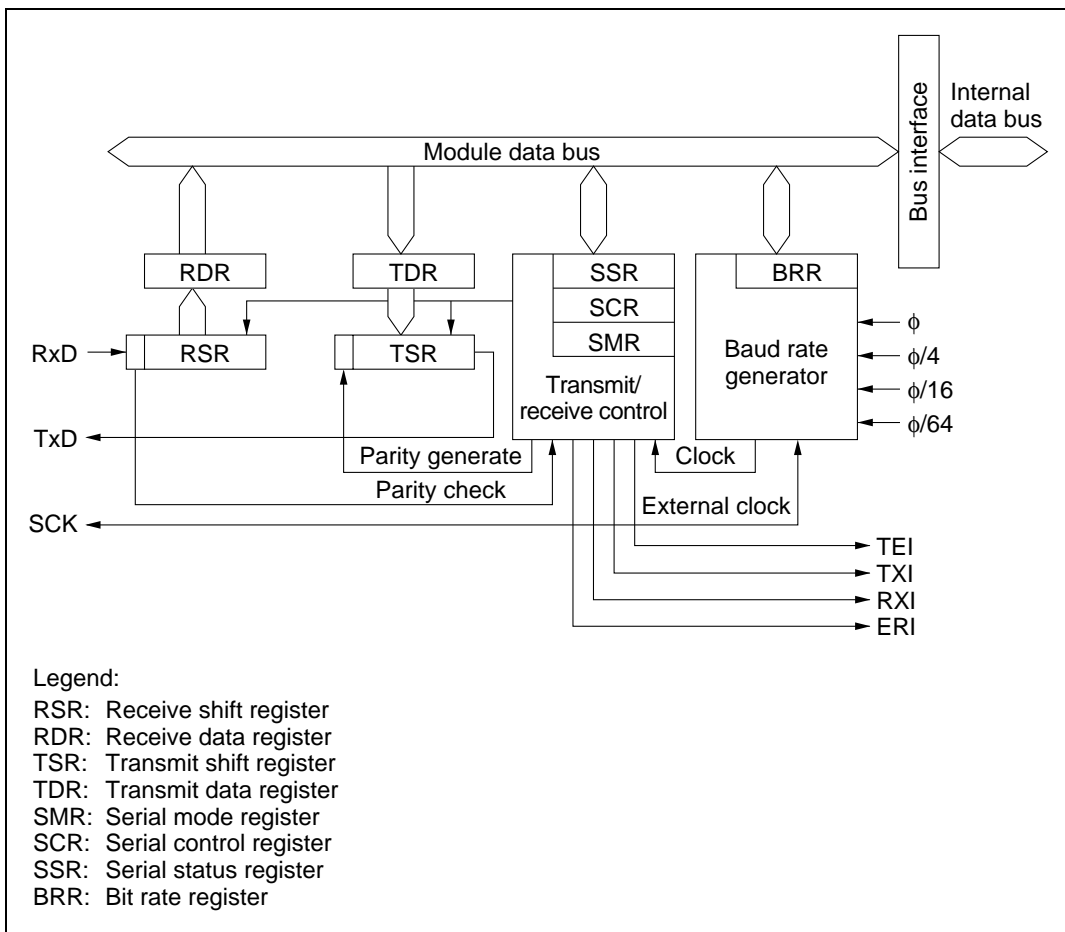 Internal
data bus
Bus interface
Module data bus
RDR
TDR
SSR
BRR
SCR
RSR
TSR
SMR
RxD
Baud rate
generator
Transmit/
receive control
ϕ
ϕ/4
ϕ/16
ϕ/64
TxD
Parity generate
Clock
Parity check
SCK
External clock
TEI
TXI
RXI
ERI
Legend:
RSR: Receive shift register
RDR: Receive data register
TSR: Transmit shift register
TDR: Transmit data register
SMR: Serial mode register
SCR: Serial control register
SSR: Serial status register
BRR: Bit rate register